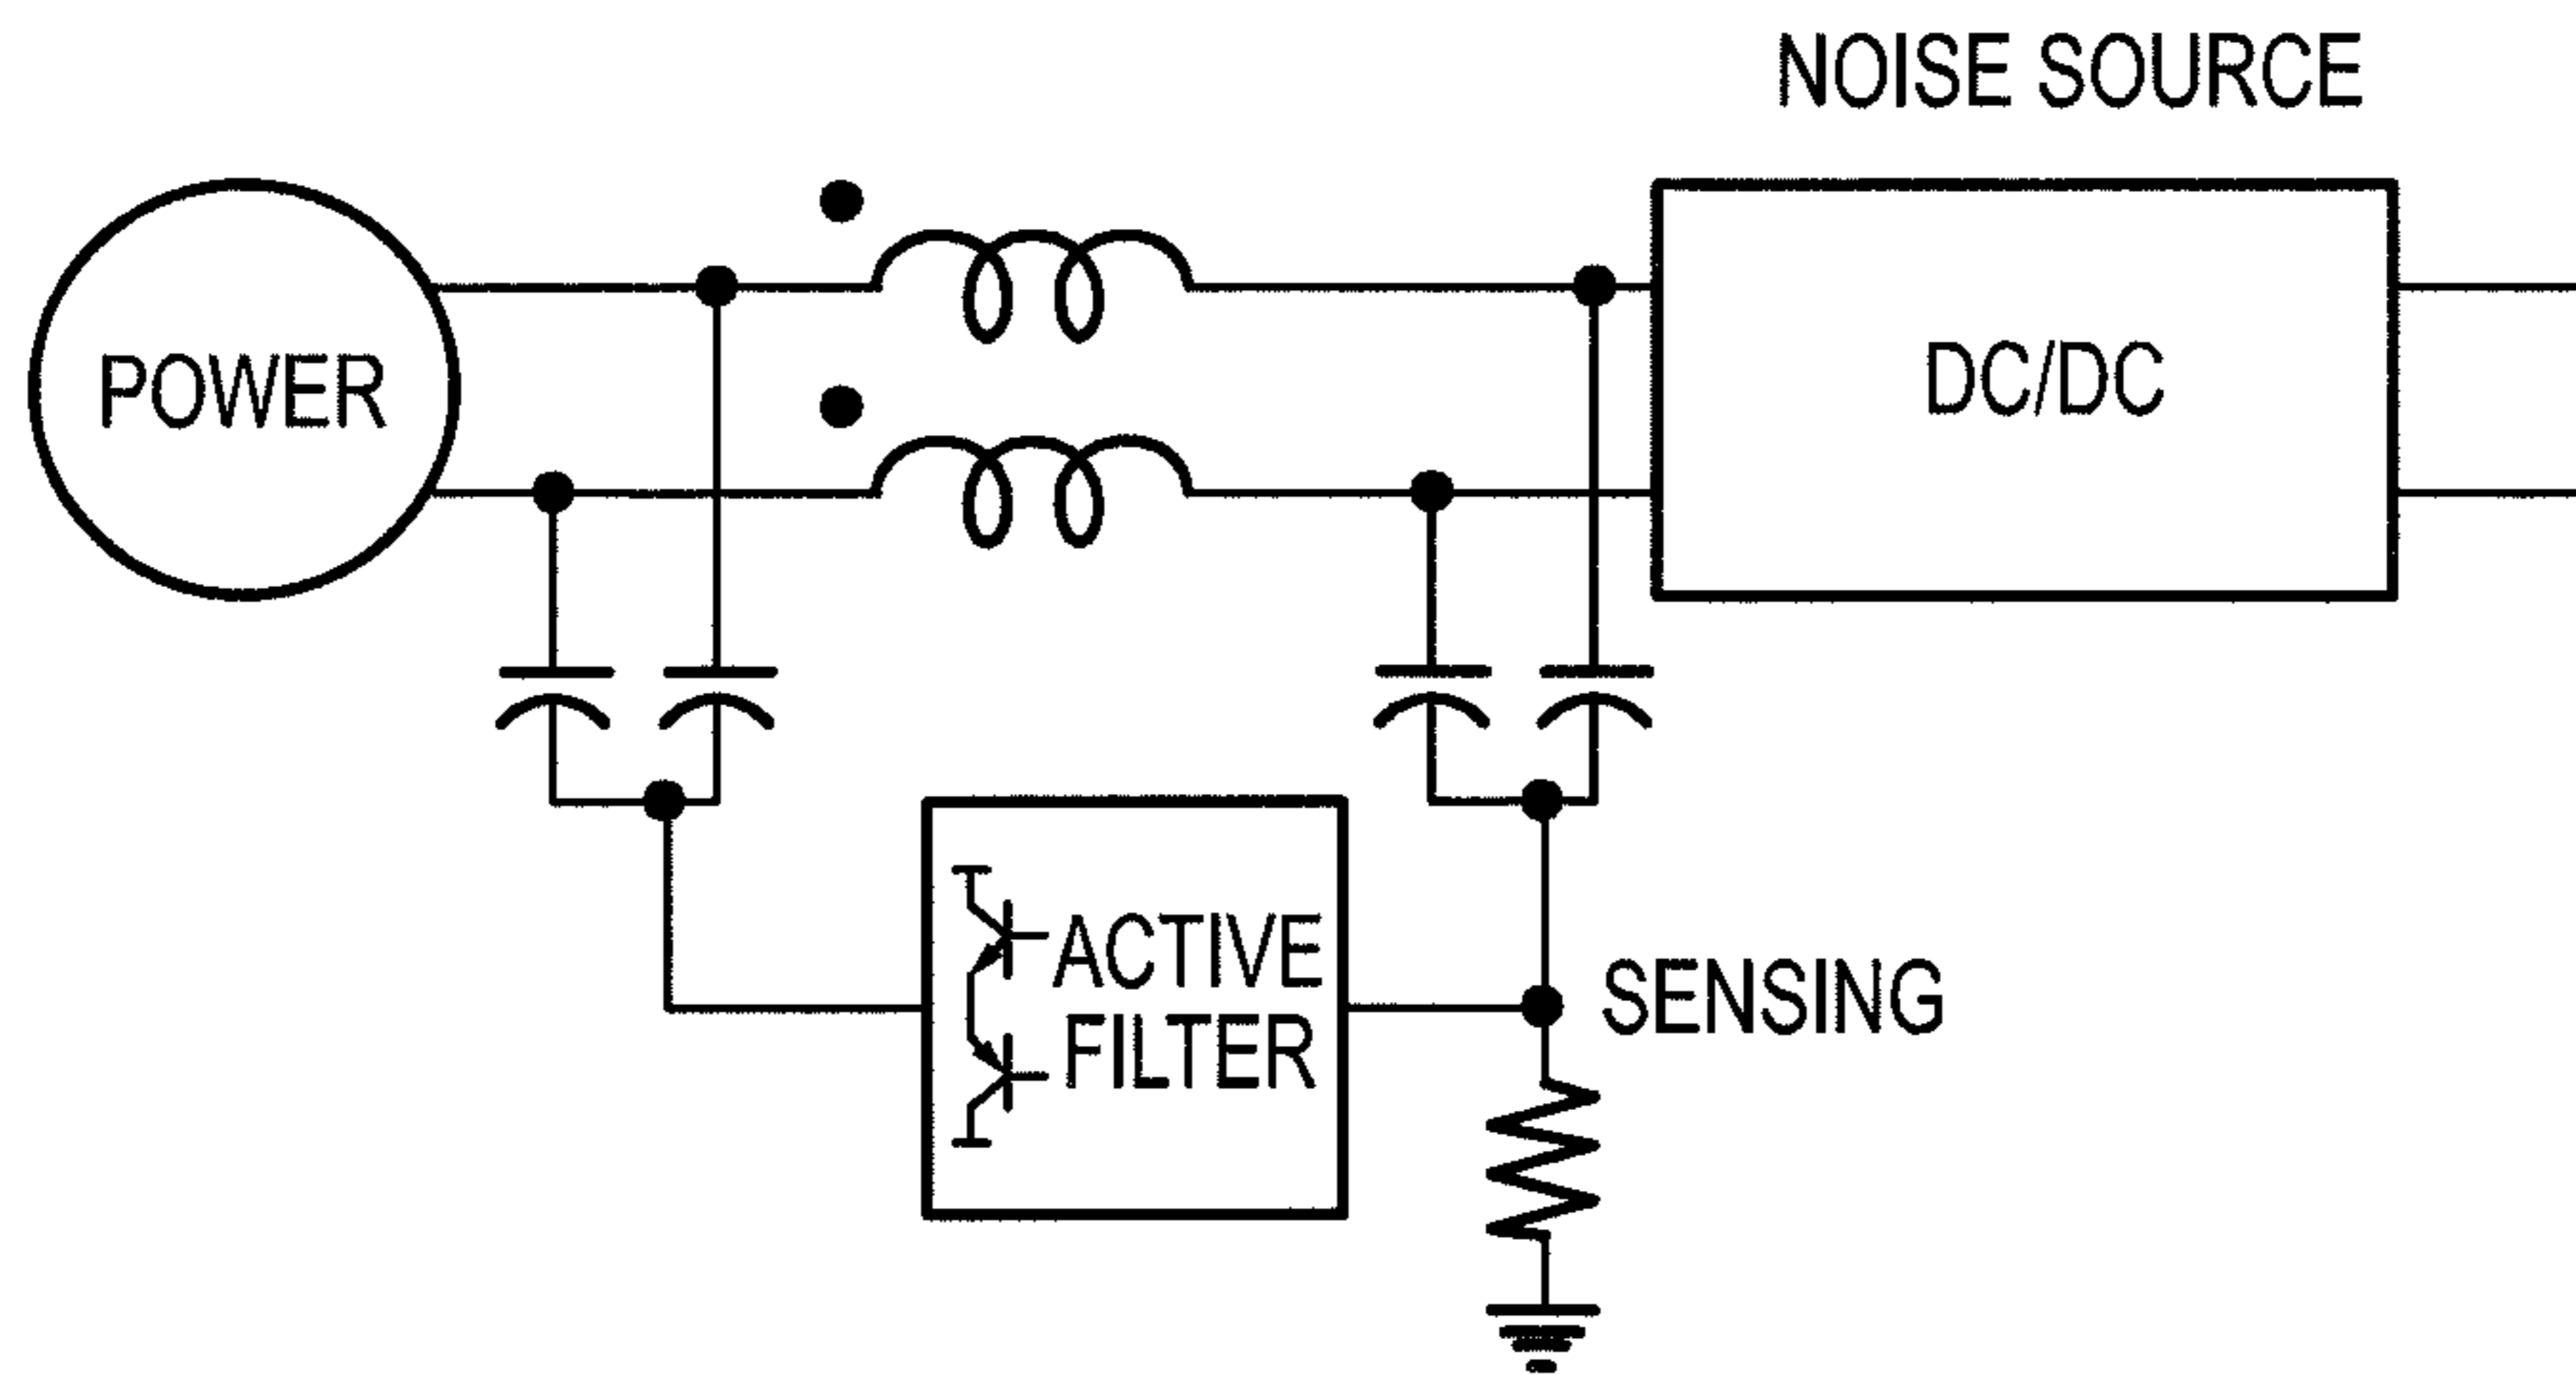 NOISE SOURCE
POWER
DC/DC
ACTIVE
FILTER
SENSING